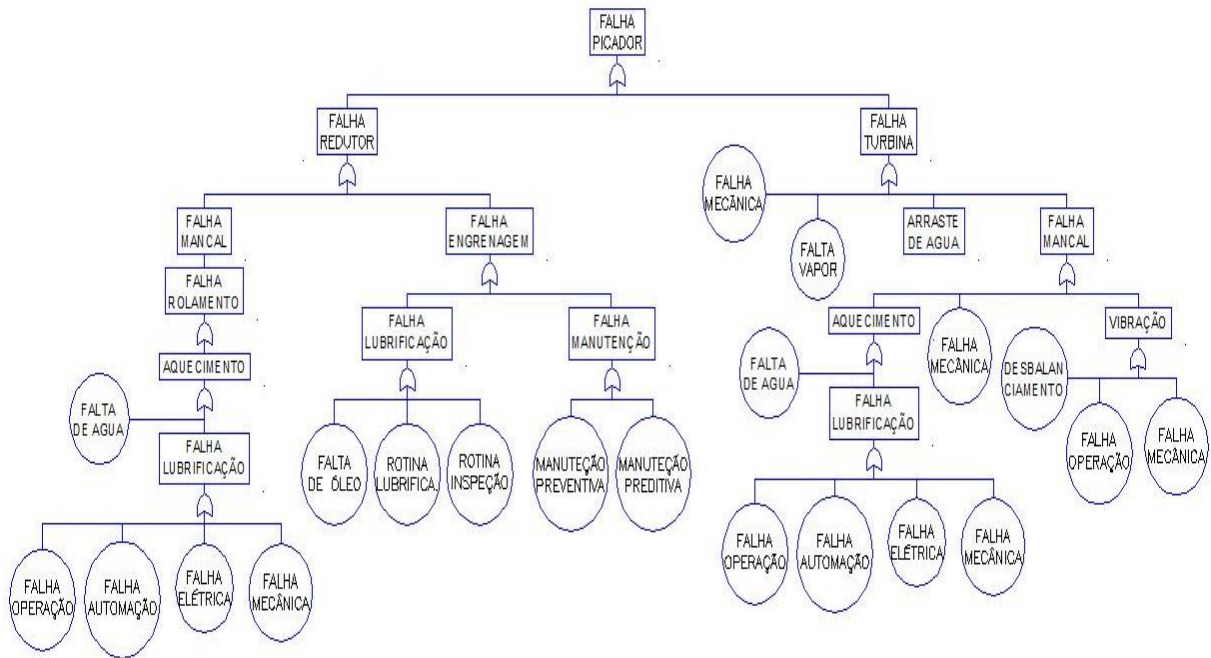 FALHA
PICADOR
FALHA
REDUTOR
FALHA
TURBINA
FALHA
MECÂNICA
FALTA
VAPOR
ARRASTE
DE AGUA
FALHA
MANCAL
FALHA
MANCAL
FALHA
ENGRENAGEM
FALHA
ROLAMENTO
FALHA
LUBRIFICAÇÃO
FALHA
MANUTENÇÃO
AQUECIMENTO
FALHA
MECÂNICA
VIBRAÇÃO
AQUECIMENTO
FALTA
DE AGUA
FALHA
LUBRIFICAÇÃO
FALTA
DE ÓLEO
ROTINA
LUBRIFICA.
ROTINA
INSPEÇÃO
MANUTEÇÃO
PREVENTIVA
MANUTEÇÃO
PREDITIVA
FALTA
DE AGUA
FALHA
LUBRIFICAÇÃO
DESBALAN
CIAMENTO
FALHA
OPERAÇÃO
FALHA
MECÂNICA
FALHA
OPERAÇÃO
FALHA
AUTOMAÇÃO
FALHA
ELÉTRICA
FALHA
MECÂNICA
FALHA
OPERAÇÃO
FALHA
AUTOMAÇÃO
FALHA
ELÉTRICA
FALHA
MECÂNICA